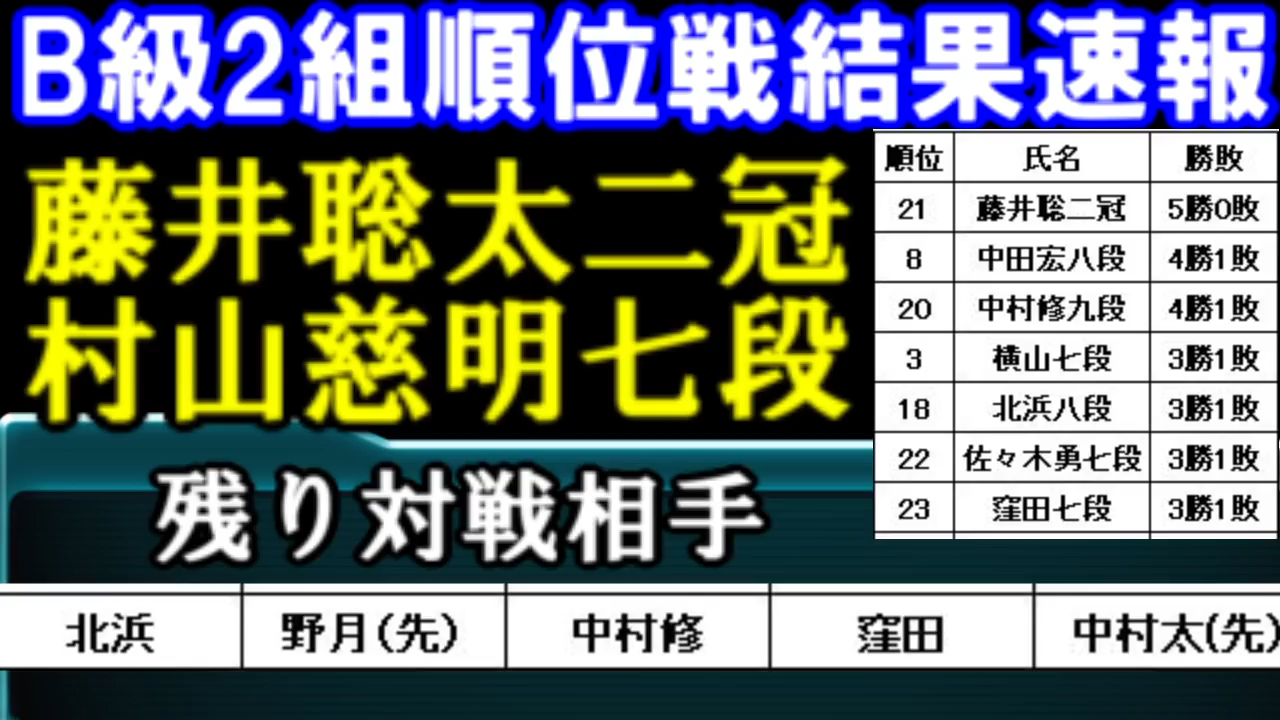 B級2組順位戦結果速報
藤井聡太二冠
村山慈明七段
順位 氏名 勝敗
21 藤井聡二冠 5勝0敗
8 中田宏八段 4勝1敗
20 中村修九段 4勝1敗
3 横山七段 3勝1敗
18 北浜八段 3勝1敗
22 佐々木勇七段 3勝1敗
23 窪田七段 3勝1敗
残り対戦相手
北浜 野月(先) 中村修 窪田 中村太(先)